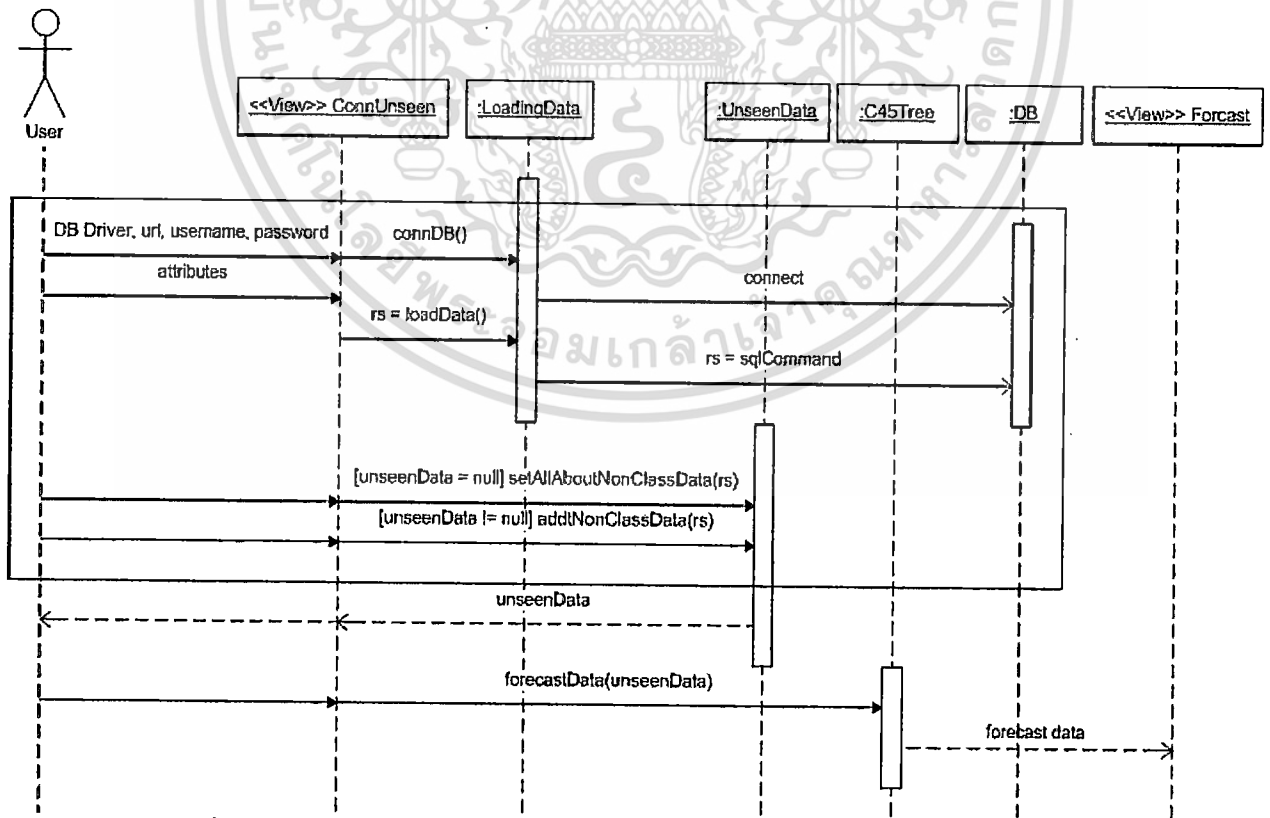 User
<<View>> ConnUnseen
:LoadingData
:UnseenData
:C45Tree
:DB
<<View>> Forcast
DB Driver, url, username, password
connDB()
attributes
connect
rs = loadData()
rs = sqlCommand
[unseenData = null] setAllAboutNonClassData(rs)
[unseenData != null] addtNonClassData(rs)
unseenData
forecastData(unseenData)
forecast data